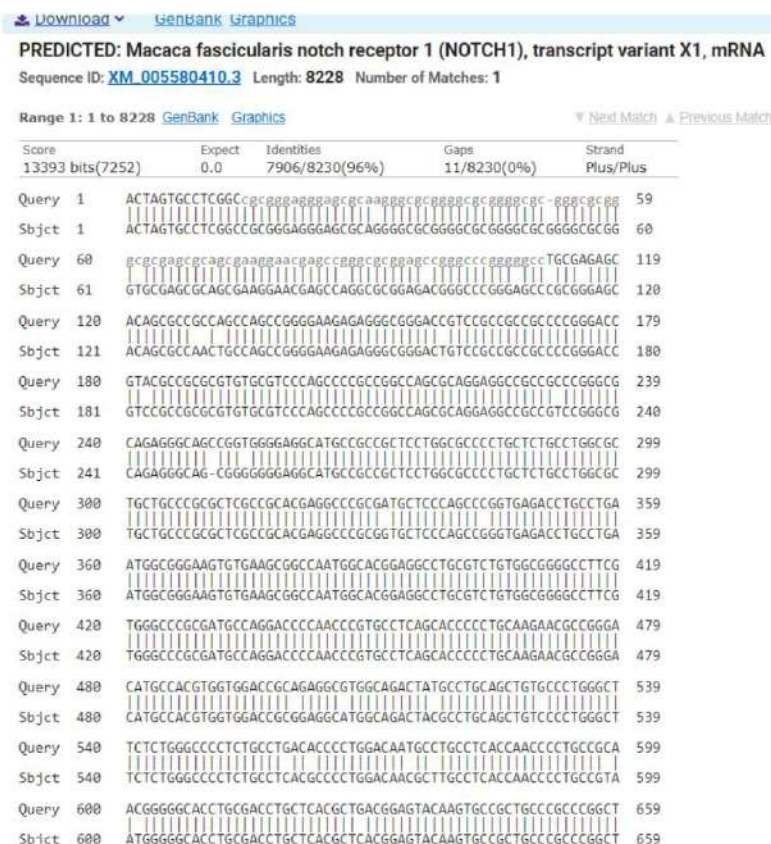 Download GenBank Graphics
PREDICTED: Macaca fascicularis notch receptor 1 (NOTCH1), transcript variant X1, mRNA
Sequence ID: XM_005580410.3 Length: 8228 Number of Matches: 1
Range 1: 1 to 8228 GenBank Graphics ▼ Next Match ▲ Previous Match
Score Expect Identities Gaps Strand
13393 bits(7252) 0.0 7906/8230(96%) 11/8230(0%) Plus/Plus
Query 1 ACTAGTGCCTCGGCcgcgggagggagcgcaagggcgcggggcgcggggcgc-gggcgcgg 59
Sbjct 1 ACTAGTGCCTCGGCCGCGGGAGGGAGCGCAGGGGCGCGGGGCGCGGGGCGCGGGGCGCGG 60
Query 60 gcgcgagcgcagcgaaggaacgagccgggcgcggagccgggcccgggggccTGCGAGAGC 119
Sbjct 61 GTGCGAGCGCAGCGAAGGAACGAGCCAGGCGCGGAGACGGGCCCGGGAGCCCGCGGGAGC 120
Query 120 ACAGCGCCGCCAGCCAGCCGGGGAAGAGAGGGCGGGACCGTCCGCCGCCGCCCCGGGACC 179
Sbjct 121 ACAGCGCCAACTGCCAGCCGGGGAAGAGAGGGCGGGACTGTCCGCCGCCGCCCCGGGACC 180
Query 180 GTACGCCGCGCGTGTGCGTCCCAGCCCCGCCGGCCAGCGCAGGAGGCCGCCGCCCGGGCG 239
Sbjct 181 GTCCGCCGCGCGTGTGCGTCCCAGCCCCGCCGGCCAGCGCAGGAGGCCGCCGTCCGGGCG 240
Query 240 CAGAGGGCAGCCGGTGGGGAGGCATGCCGCCGCTCCTGGCGCCCCTGCTCTGCCTGGCGC 299
Sbjct 241 CAGAGGGCAG-CGGGGGGGAGGCATGCCGCCGCTCCTGGCGCCCCTGCTCTGCCTGGCGC 299
Query 300 TGCTGCCCGCGCTCGCCGCACGAGGCCCGCGATGCTCCCAGCCCGGTGAGACCTGCCTGA 359
Sbjct 300 TGCTGCCCGCGCTCGCCGCACGAGGCCCGCGGTGCTCCCAGCCGGGTGAGACCTGCCTGA 359
Query 360 ATGGCGGGAAGTGTGAAGCGGCCAATGGCACGGAGGCCTGCGTCTGTGGCGGGGCCTTCG 419
Sbjct 360 ATGGCGGGAAGTGTGAAGCGGCCAATGGCACGGAGGCCTGCGTCTGTGGCGGGGCCTTCG 419
Query 420 TGGGCCCGCGATGCCAGGACCCCAACCCGTGCCTCAGCACCCCCTGCAAGAACGCCGGGA 479
Sbjct 420 TGGGCCCGCGATGCCAGGACCCCAACCCGTGCCTCAGCACCCCCTGCAAGAACGCCGGGA 479
Query 480 CATGCCACGTGGTGGACCGCAGAGGCGTGGCAGACTATGCCTGCAGCTGTGCCCTGGGCT 539
Sbjct 480 CATGCCACGTGGTGGACCGCGGAGGCATGGCAGACTACGCCTGCAGCTGTCCCCTGGGCT 539
Query 540 TCTCTGGGCCCCTCTGCCTGACACCCCTGGACAATGCCTGCCTCACCAACCCCTGCCGCA 599
Sbjct 540 TCTCTGGGCCCCTCTGCCTCACGCCCCTGGACAACGCTTGCCTCACCAACCCCTGCCGTA 599
Query 600 ACGGGGGCACCTGCGACCTGCTCACGCTGACGGAGTACAAGTGCCGCTGCCCGCCCGGCT 659
Sbjct 600 ATGGGGGCACCTGCGACCTGCTCACGCTCACGGAGTACAAGTGCCGCTGCCCGCCCGGCT 659